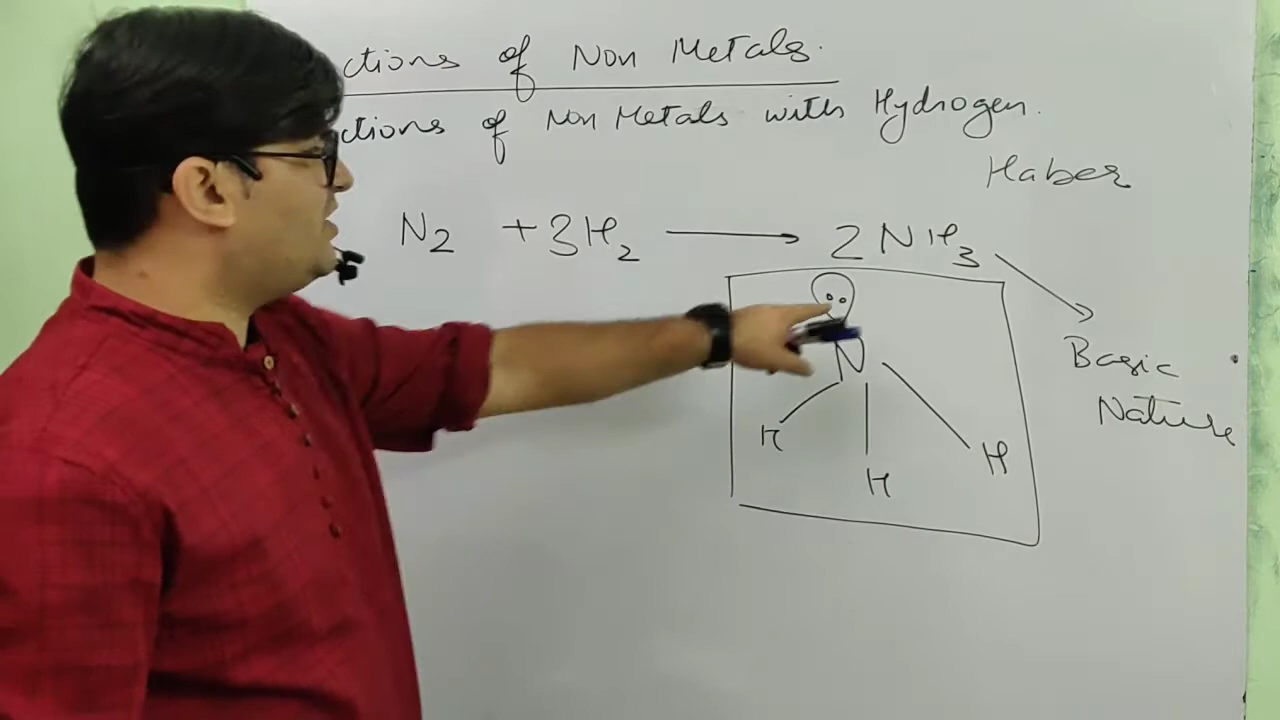 ctions of Non Metals.
ctions of Non Metals with Hydrogen.
Haber
N2 + 3H2 → 2NH3
Basic
Nature
N
H
H
H